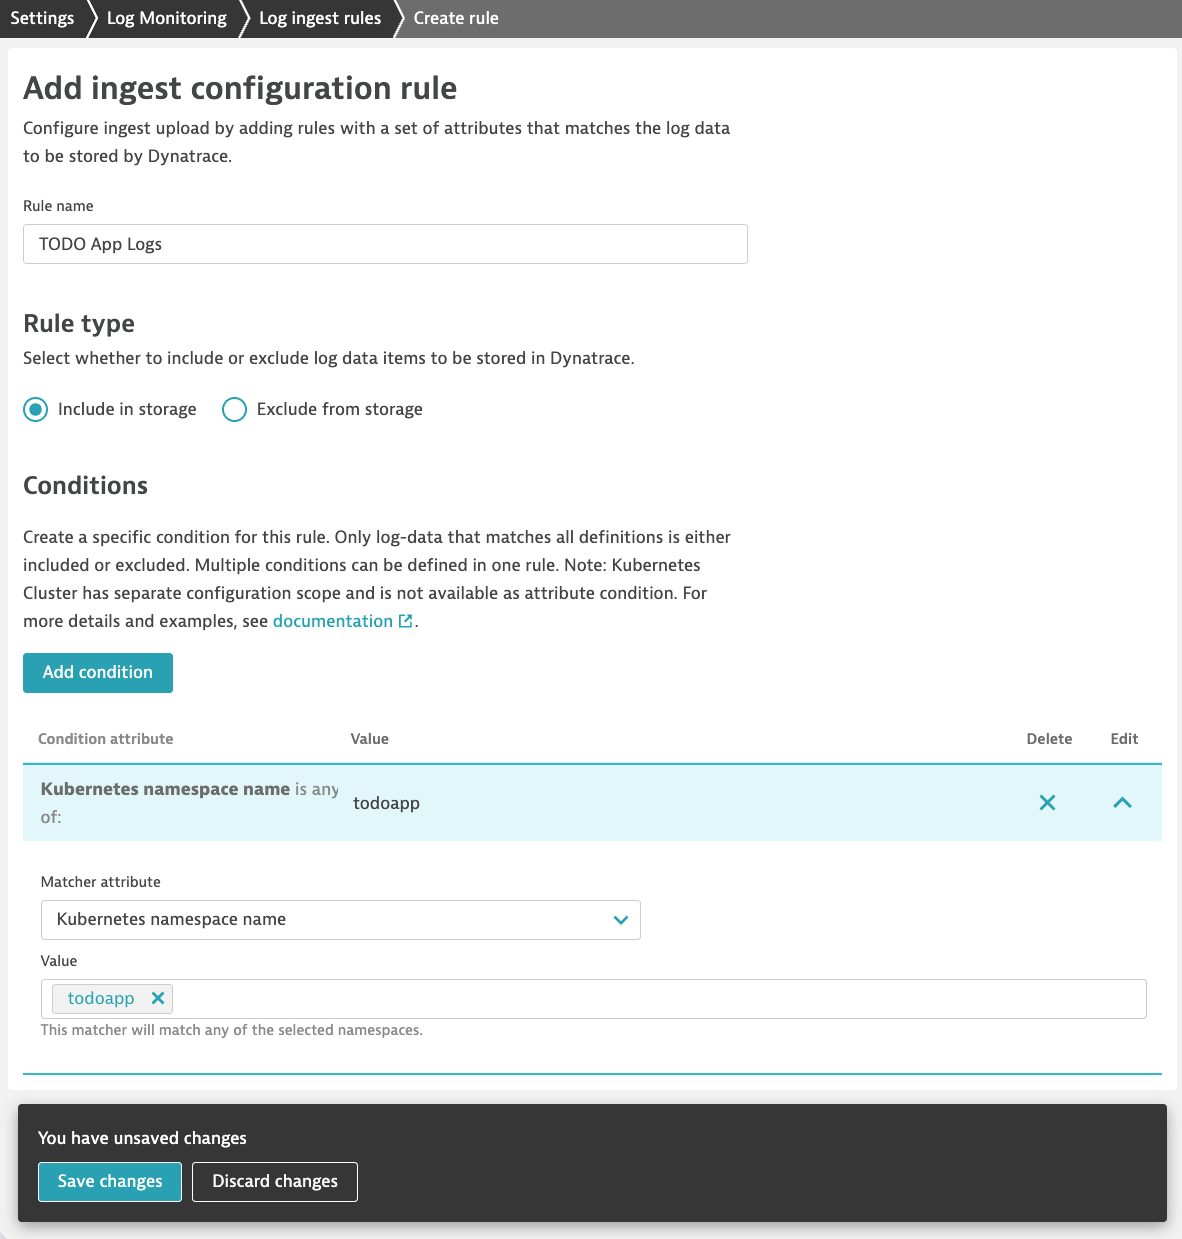 Settings
Log Monitoring
Log ingest rules
Create rule
Add ingest configuration rule
Configure ingest upload by adding rules with a set of attributes that matches the log data
to be stored by Dynatrace.
Rule name
TODO App Logs
Rule type
Select whether to include or exclude log data items to be stored in Dynatrace.
Include in storage
Exclude from storage
Conditions
Create a specific condition for this rule. Only log-data that matches all definitions is either
included or excluded. Multiple conditions can be defined in one rule. Note: Kubernetes
Cluster has separate configuration scope and is not available as attribute condition. For
more details and examples, see documentation.
Add condition
Condition attribute
Value
Delete
Edit
Kubernetes namespace name is any
of:
todoapp
Matcher attribute
Kubernetes namespace name
Value
todoapp
This matcher will match any of the selected namespaces.
You have unsaved changes
Save changes
Discard changes